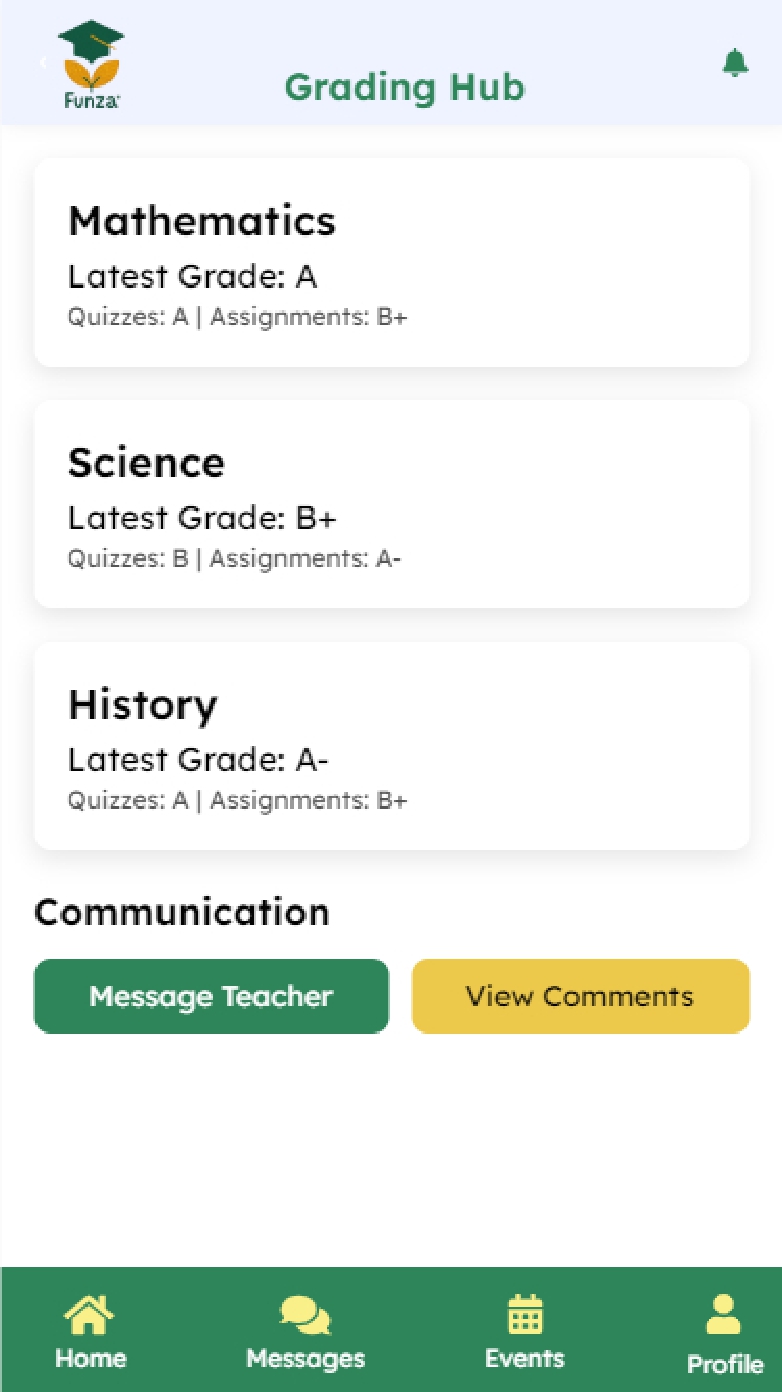 Funza
Grading Hub
Mathematics
Latest Grade: A
Quizzes: A | Assignments: B+
Science
Latest Grade: B+
Quizzes: B | Assignments: A-
History
Latest Grade: A-
Quizzes: A | Assignments: B+
Communication
Message Teacher
View Comments
Home
Messages
Events
Profile